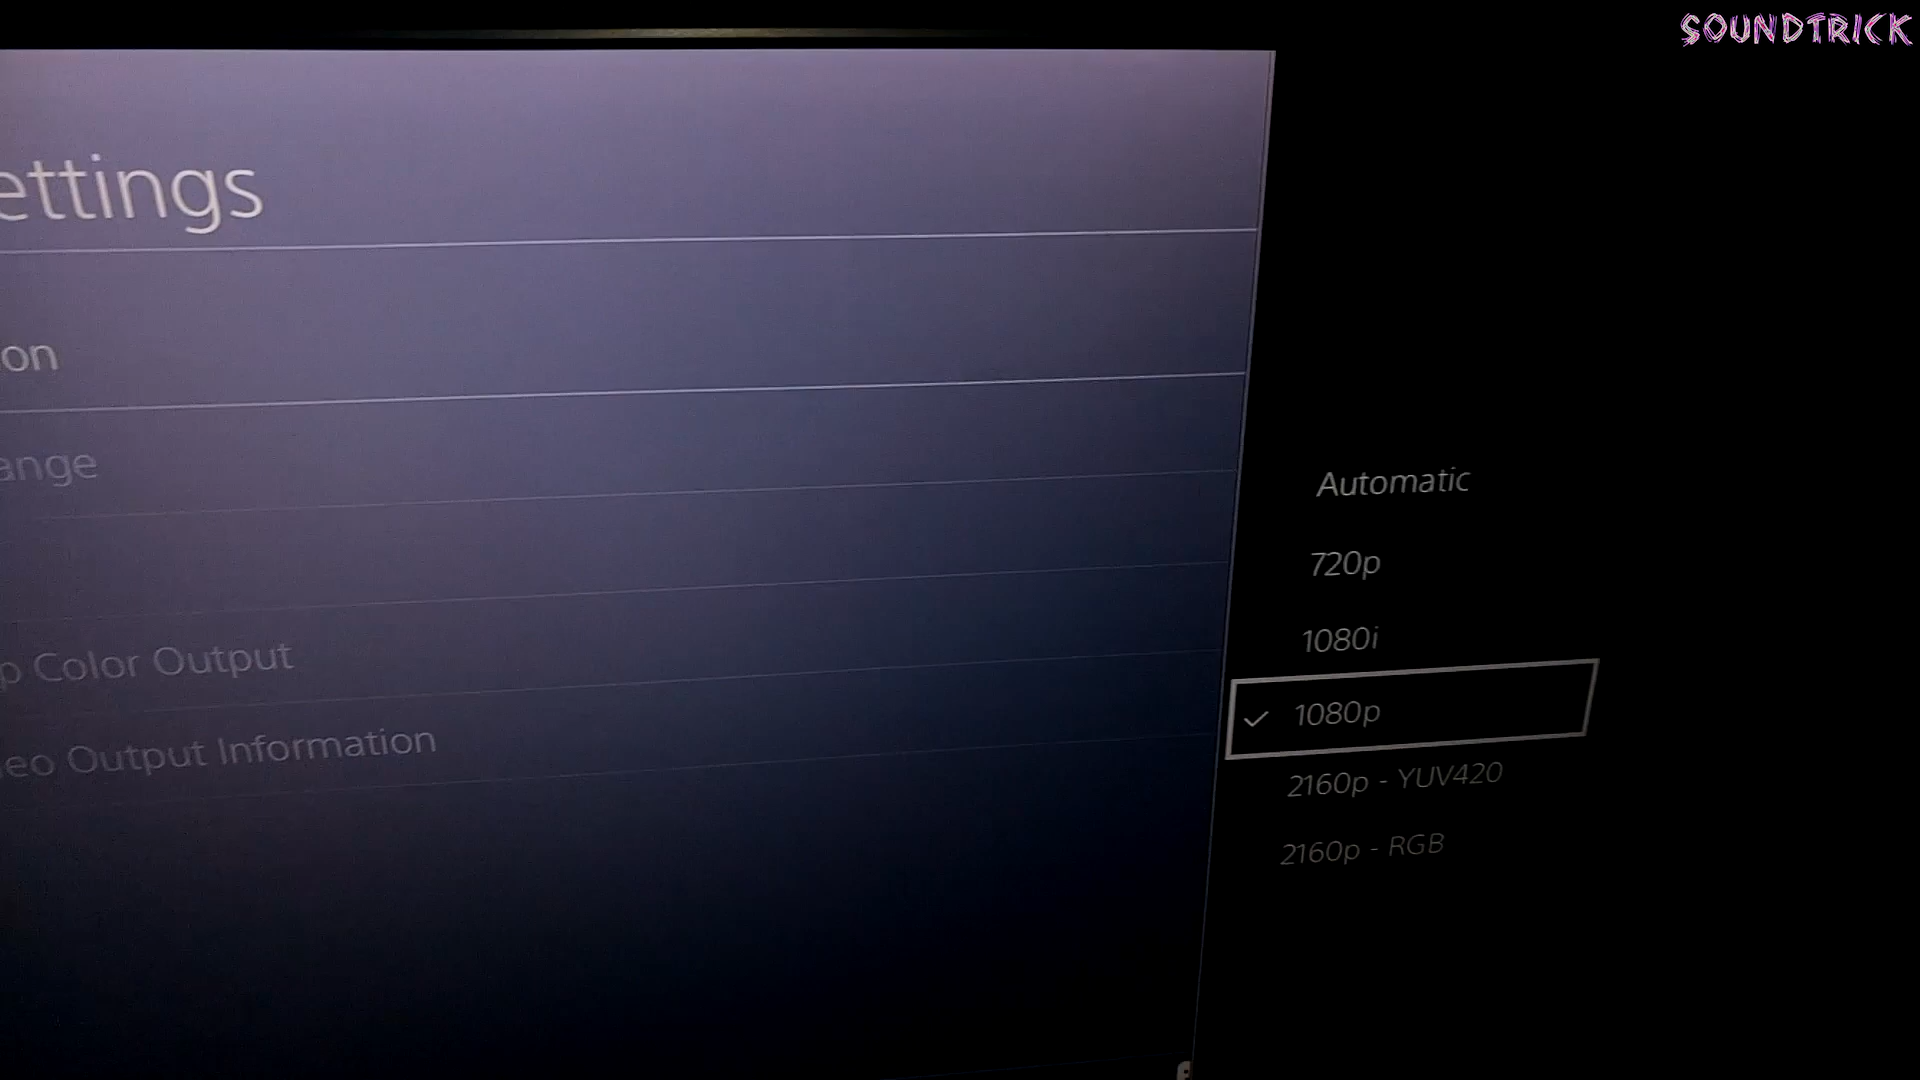 SOUNDTRICK
ettings
on
ange
p Color Output
eo Output Information
Automatic
720p
1080i
1080p
2160p - YUV420
2160p - RGB